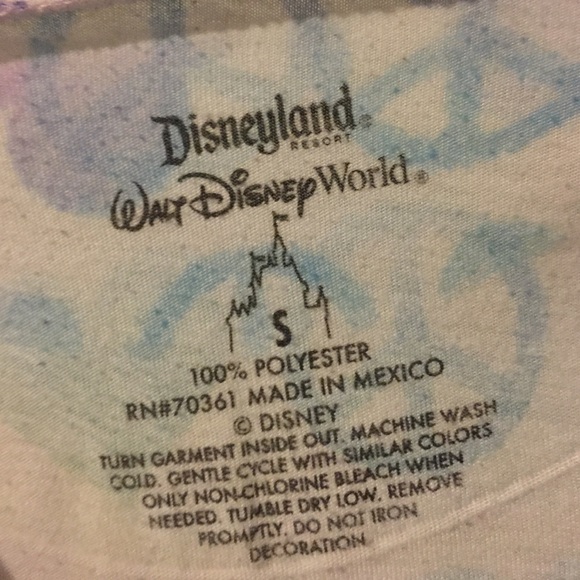 Disneyland®
RESORT
WALT DISNEY World®
S
100% POLYESTER
RN#70361 MADE IN MEXICO
© DISNEY
TURN GARMENT INSIDE OUT. MACHINE WASH
COLD. GENTLE CYCLE WITH SIMILAR COLORS
ONLY NON-CHLORINE BLEACH WHEN
NEEDED. TUMBLE DRY LOW. REMOVE
PROMPTLY. DO NOT IRON
DECORATION